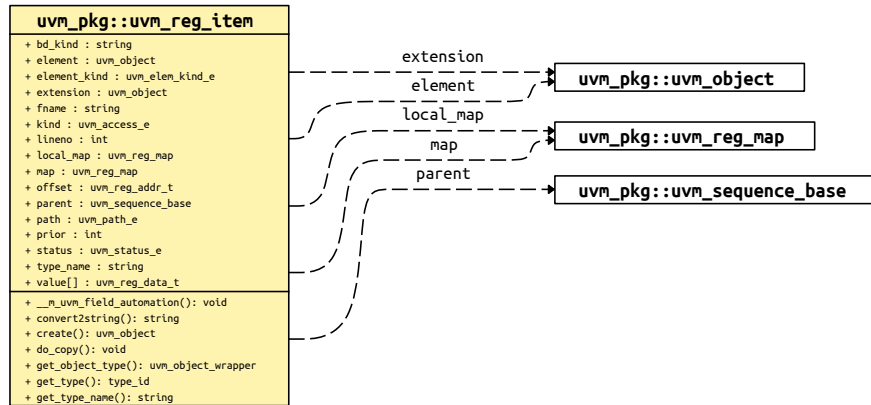 uvm_pkg::uvm_reg_item
+ bd_kind : string
+ element : uvm_object
+ element_kind : uvm_elem_kind_e
+ extension : uvm_object
+ fname : string
+ kind : uvm_access_e
+ lineno : int
+ local_map : uvm_reg_map
+ map : uvm_reg_map
+ offset : uvm_reg_addr_t
+ parent : uvm_sequence_base
+ path : uvm_path_e
+ prior : int
+ status : uvm_status_e
+ type_name : string
+ value[] : uvm_reg_data_t
+ __m_uvm_field_automation(): void
+ convert2string(): string
+ create(): uvm_object
+ do_copy(): void
+ get_object_type(): uvm_object_wrapper
+ get_type(): type_id
+ get_type_name(): string
extension
element
local_map
map
parent
uvm_pkg::uvm_object
uvm_pkg::uvm_reg_map
uvm_pkg::uvm_sequence_base